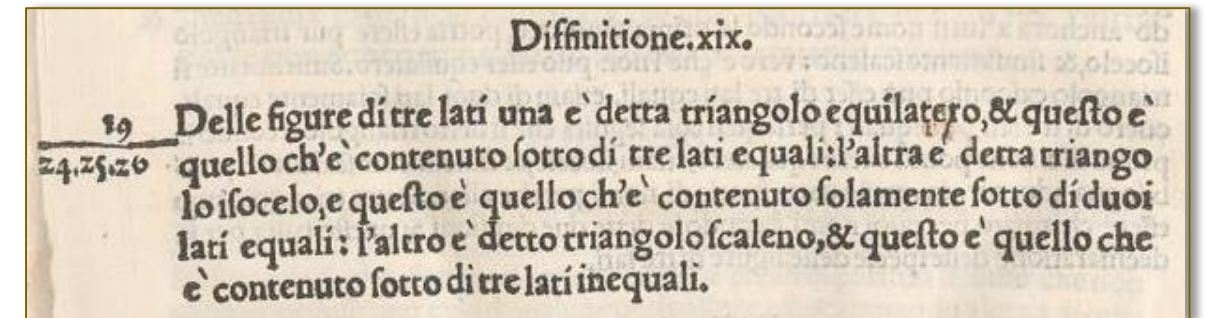 Diffinitione.xix.
19 Delle figure di tre lati una e` detta triangolo equilatero,& queſto e`
24.25.26 quello ch'e` contenuto ſotto di tre lati equali:l'altra e` detta triango
lo iſocelo,e queſto e` quello ch'e` contenuto ſolamente ſotto di duoi
lati equali: l'altro e` detto triangolo ſcaleno,& queſto e` quello che
e` contenuto ſotto di tre lati inequali.